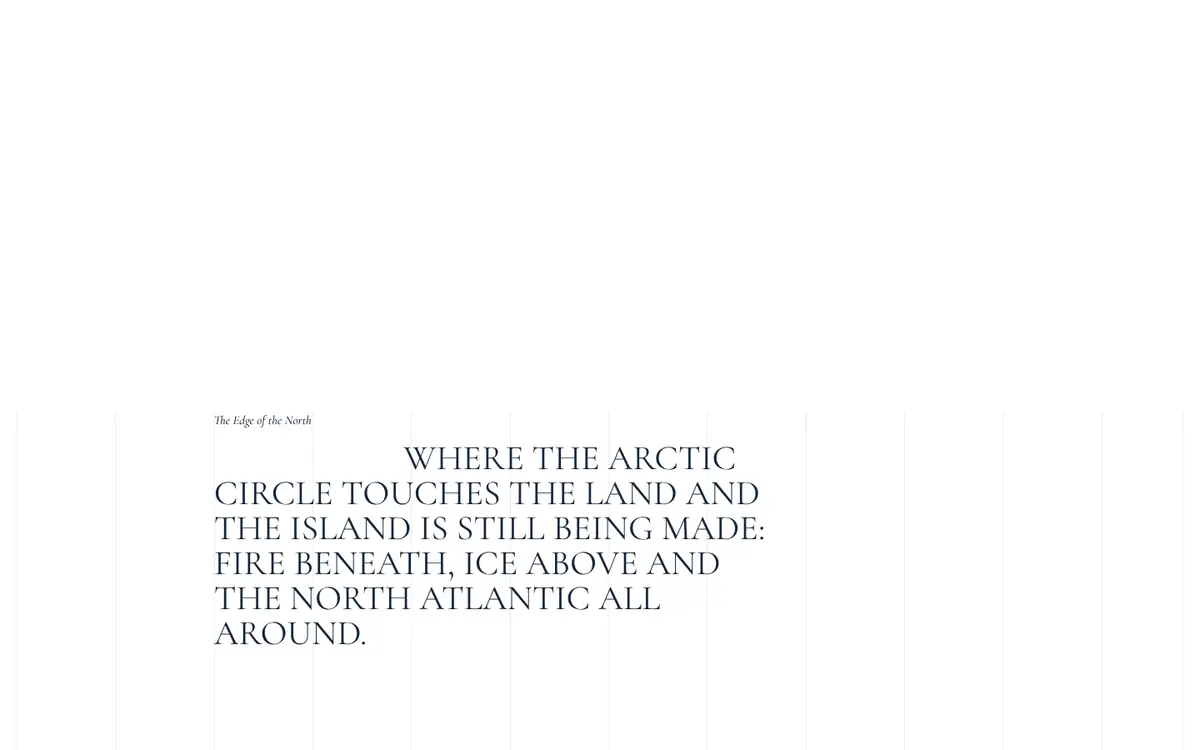 The Edge of the North
WHERE THE ARCTIC
CIRCLE TOUCHES THE LAND AND
THE ISLAND IS STILL BEING MADE:
FIRE BENEATH, ICE ABOVE AND
THE NORTH ATLANTIC ALL
AROUND.